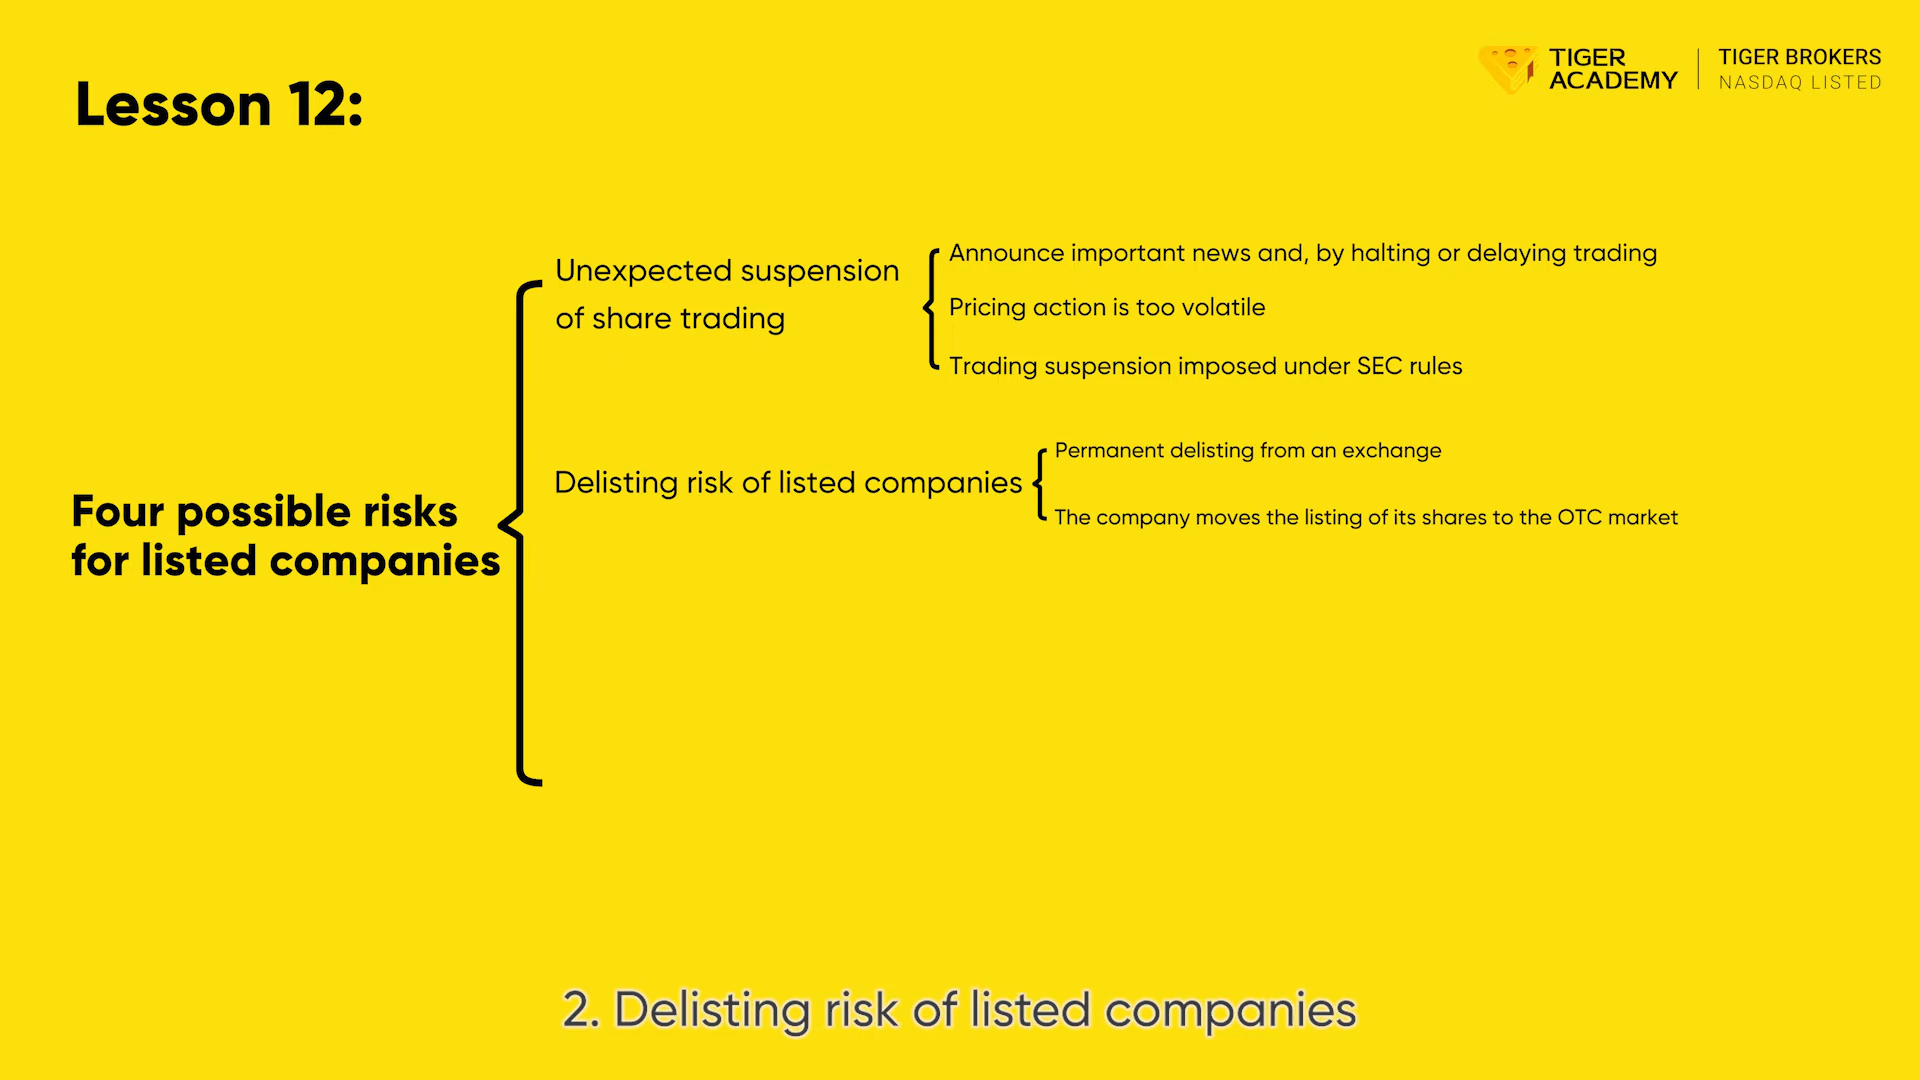 Lesson 12:
TIGER
ACADEMY
TIGER BROKERS
NASDAQ LISTED
Four possible risks
for listed companies
Unexpected suspension
of share trading
Announce important news and, by halting or delaying trading
Pricing action is too volatile
Trading suspension imposed under SEC rules
Delisting risk of listed companies
Permanent delisting from an exchange
The company moves the listing of its shares to the OTC market
2. Delisting risk of listed companies